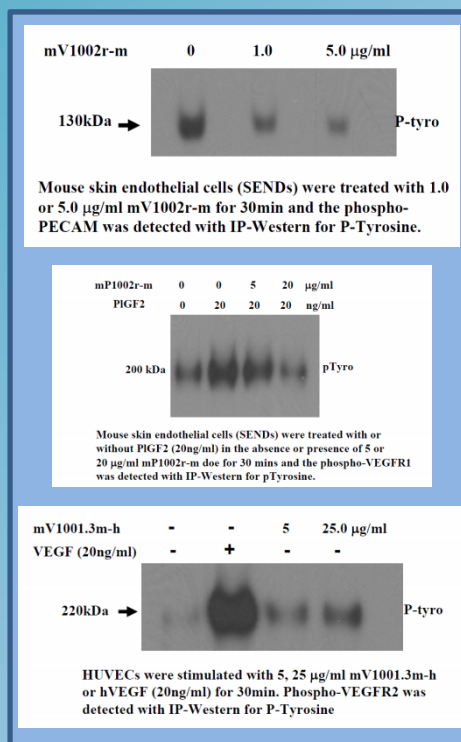 mV1002r-m 0 1.0 5.0 µg/ml
130kDa P-tyro
Mouse skin endothelial cells (SENDs) were treated with 1.0
or 5.0 µg/ml mV1002r-m for 30min and the phospho-
PECAM was detected with IP-Western for P-Tyrosine.
mP1002r-m 0 0 5 20 µg/ml
PlGF2 0 20 20 20 ng/ml
200 kDa pTyro
Mouse skin endothelial cells (SENDs) were treated with or
without PlGF2 (20ng/ml) in the absence or presence of 5 or
20 µg/ml mP1002r-m doe for 30 mins and the phospho-VEGFR1
was detected with IP-Western for pTyrosine.
mV1001.3m-h - - 5 25.0 µg/ml
VEGF (20ng/ml) - + - -
220kDa P-tyro
HUVECs were stimulated with 5, 25 µg/ml mV1001.3m-h
or hVEGF (20ng/ml) for 30min. Phospho-VEGFR2 was
detected with IP-Western for P-Tyrosine